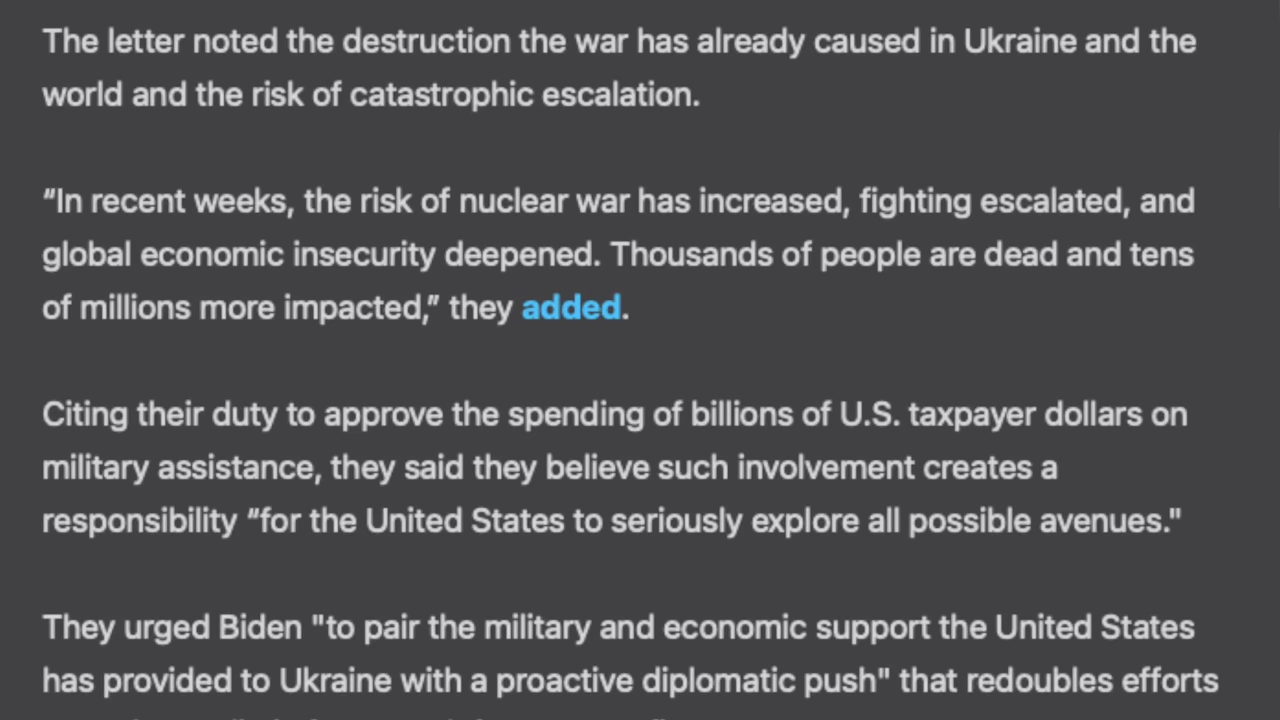 The letter noted the destruction the war has already caused in Ukraine and the
world and the risk of catastrophic escalation.
“In recent weeks, the risk of nuclear war has increased, fighting escalated, and
global economic insecurity deepened. Thousands of people are dead and tens
of millions more impacted,” they added.
Citing their duty to approve the spending of billions of U.S. taxpayer dollars on
military assistance, they said they believe such involvement creates a
responsibility “for the United States to seriously explore all possible avenues."
They urged Biden "to pair the military and economic support the United States
has provided to Ukraine with a proactive diplomatic push" that redoubles efforts